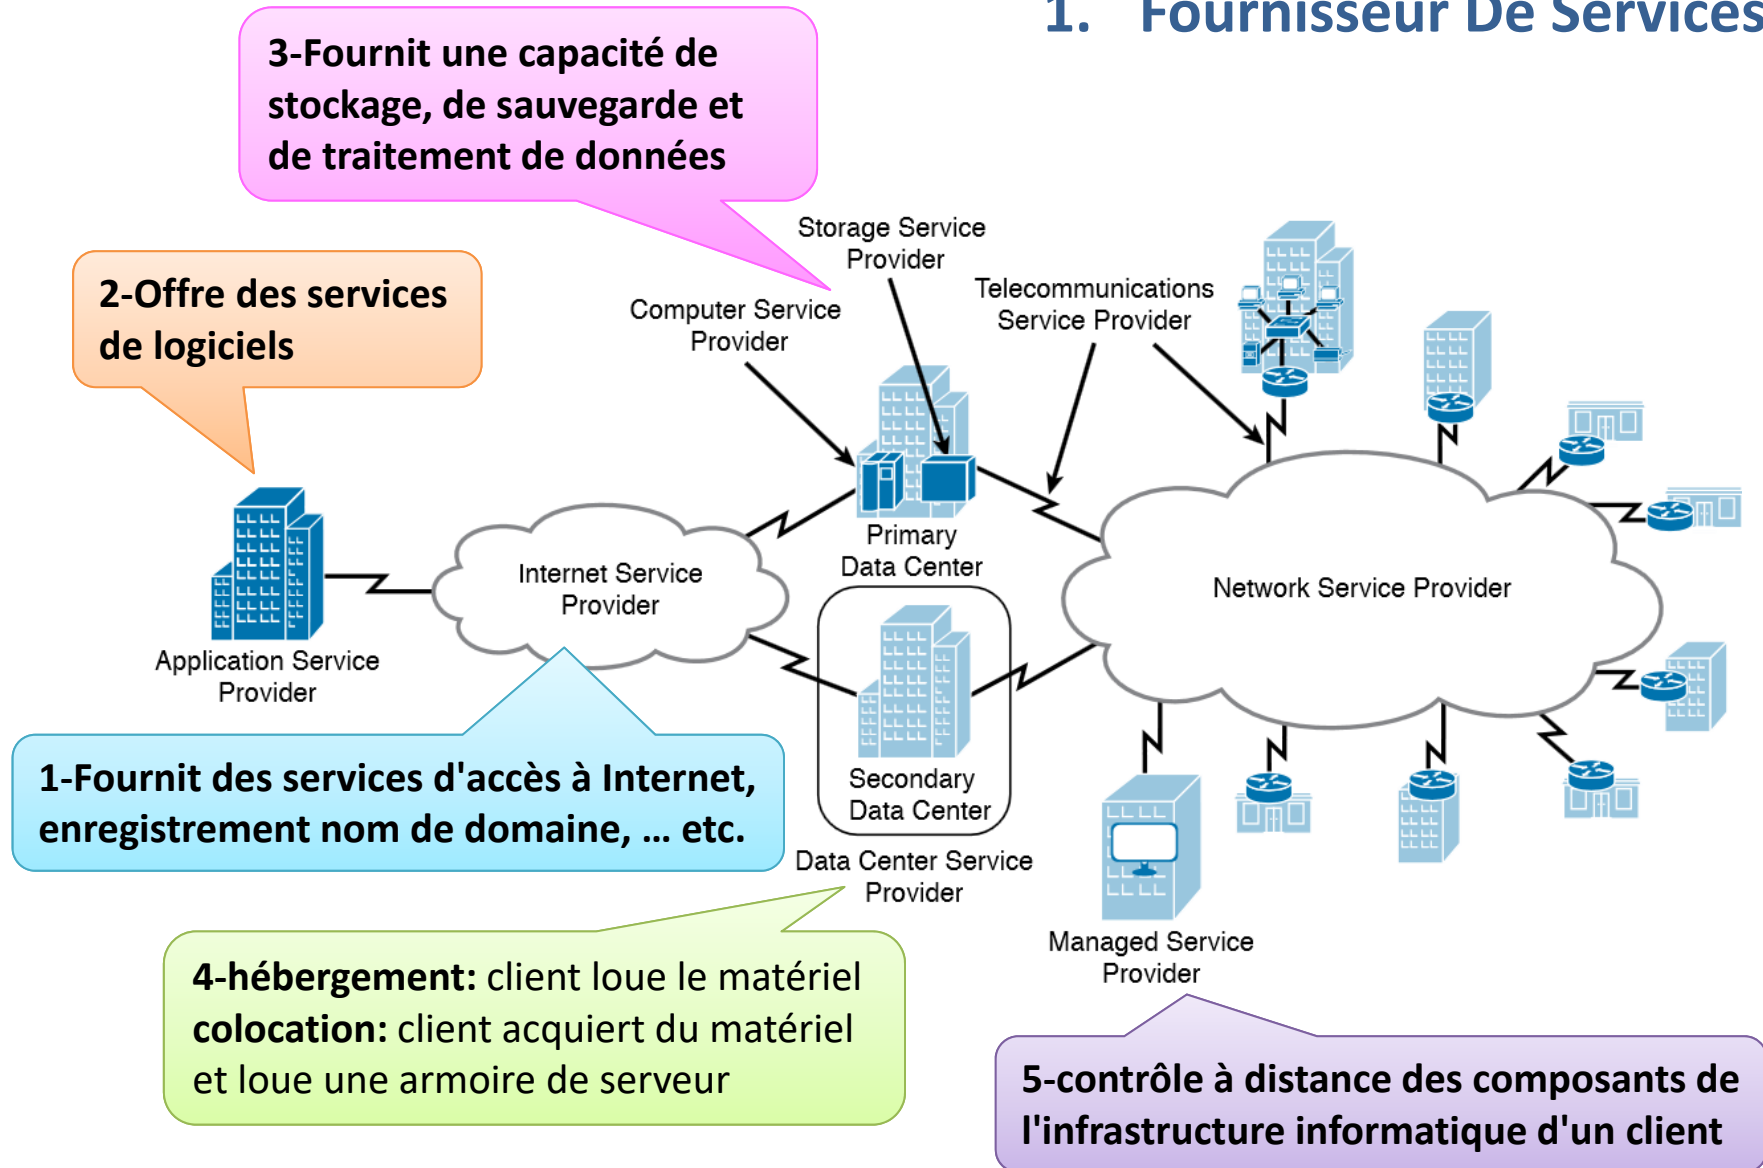 1. Fournisseur De Services
3-Fournit une capacité de
stockage, de sauvegarde et
de traitement de données
2-Offre des services
de logiciels
Storage Service
Provider
Computer Service
Provider
Telecommunications
Service Provider
Primary
Data Center
Internet Service
Provider
Network Service Provider
Application Service
Provider
1-Fournit des services d'accès à Internet,
enregistrement nom de domaine, ... etc.
Secondary
Data Center
Data Center Service
Provider
Managed Service
Provider
4-hébergement: client loue le matériel
colocation: client acquiert du matériel
et loue une armoire de serveur
5-contrôle à distance des composants de
l'infrastructure informatique d'un client